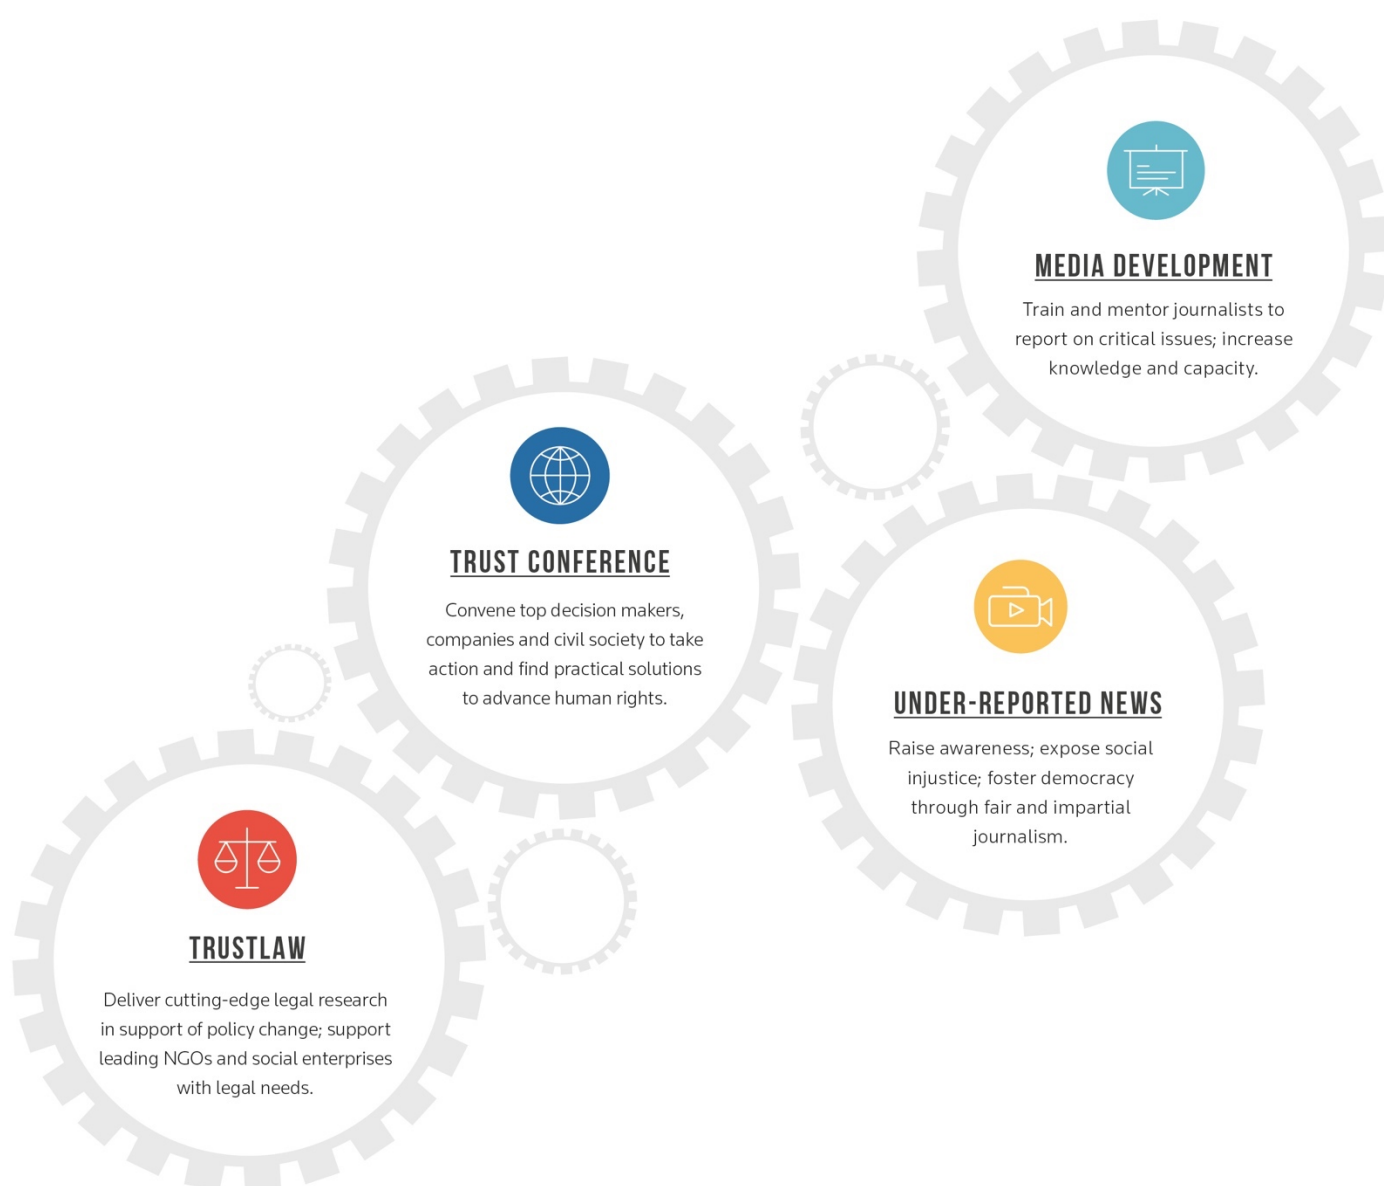 MEDIA DEVELOPMENT
Train and mentor journalists to
report on critical issues; increase
knowledge and capacity.
TRUST CONFERENCE
Convene top decision makers,
companies and civil society to take
action and find practical solutions
to advance human rights.
UNDER-REPORTED NEWS
Raise awareness; expose social
injustice; foster democracy
through fair and impartial
journalism.
TRUSTLAW
Deliver cutting-edge legal research
in support of policy change; support
leading NGOs and social enterprises
with legal needs.